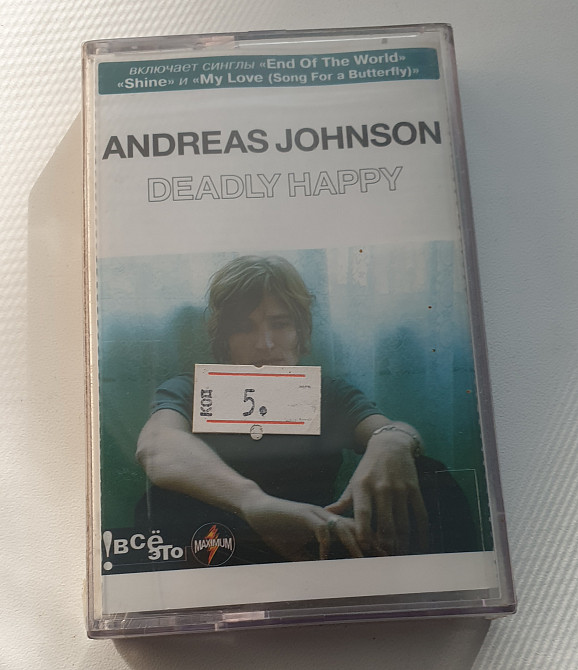 включает синглы «End Of The World»
«Shine» и «My Love (Song For a Butterfly)»
ANDREAS JOHNSON
DEADLY HAPPY
КОД
5.
!ВСЁ
ЭТО
MAXIMUM